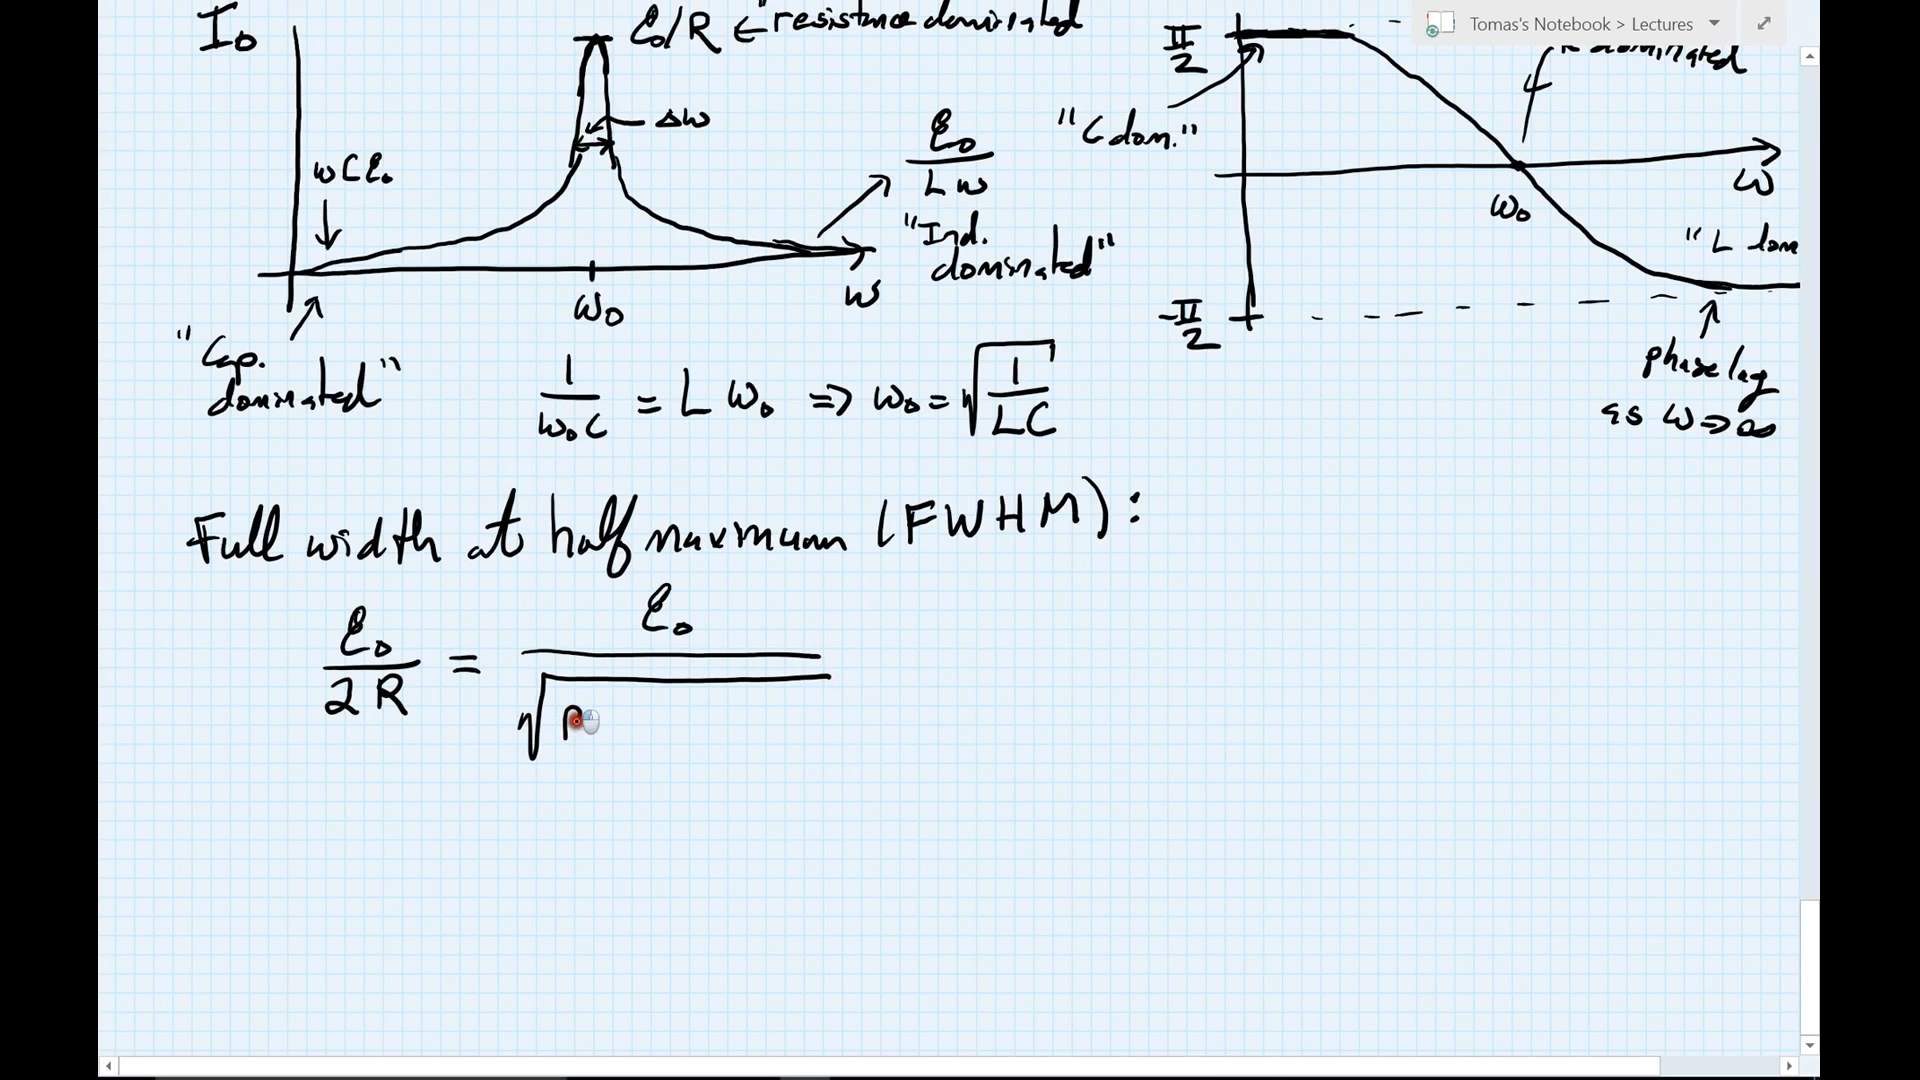 Tomas's Notebook > Lectures
I₀
ℰ₀/R ← "resistance dominated
Δω
ωCℰ₀
ℰ₀
Lω
"Ind.
dominated"
ω₀
ω
"Cap.
dominated"
1/(ω₀C) = Lω₀ ⇒ ω₀ = √(1/LC)
π/2
R dominated
"C dom."
ω
ω₀
"L dom
-π/2
phase lag
as ω ⇒ ∞
Full width at half maximum (FWHM):
ℰ₀/2R = ℰ₀/√